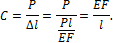 C = P/Δl = P/(Pl/EF) = EF/l.